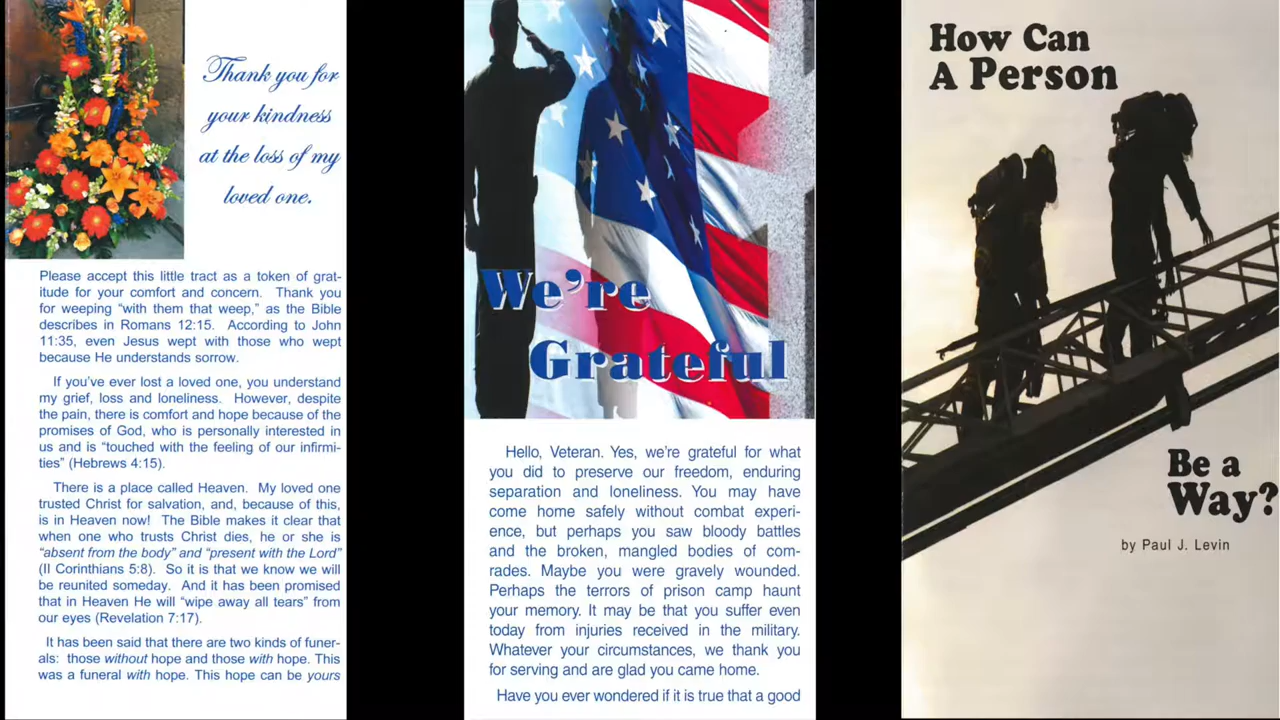 Thank you for
your kindness
at the loss of my
loved one.
Please accept this little tract as a token of grat-
itude for your comfort and concern. Thank you
for weeping “with them that weep,” as the Bible
describes in Romans 12:15. According to John
11:35, even Jesus wept with those who wept
because He understands sorrow.
If you’ve ever lost a loved one, you understand
my grief, loss and loneliness. However, despite
the pain, there is comfort and hope because of the
promises of God, who is personally interested in
us and is “touched with the feeling of our infirmi-
ties” (Hebrews 4:15).
There is a place called Heaven. My loved one
trusted Christ for salvation, and, because of this,
is in Heaven now! The Bible makes it clear that
when one who trusts Christ dies, he or she is
“absent from the body” and “present with the Lord”
(II Corinthians 5:8). So it is that we know we will
be reunited someday. And it has been promised
that in Heaven He will “wipe away all tears” from
our eyes (Revelation 7:17).
It has been said that there are two kinds of funer-
als: those without hope and those with hope. This
was a funeral with hope. This hope can be yours
We’re
Grateful
Hello, Veteran. Yes, we’re grateful for what
you did to preserve our freedom, enduring
separation and loneliness. You may have
come home safely without combat experi-
ence, but perhaps you saw bloody battles
and the broken, mangled bodies of com-
rades. Maybe you were gravely wounded.
Perhaps the terrors of prison camp haunt
your memory. It may be that you suffer even
today from injuries received in the military.
Whatever your circumstances, we thank you
for serving and are glad you came home.
Have you ever wondered if it is true that a good
How Can
A Person
Be a
Way?
by Paul J. Levin